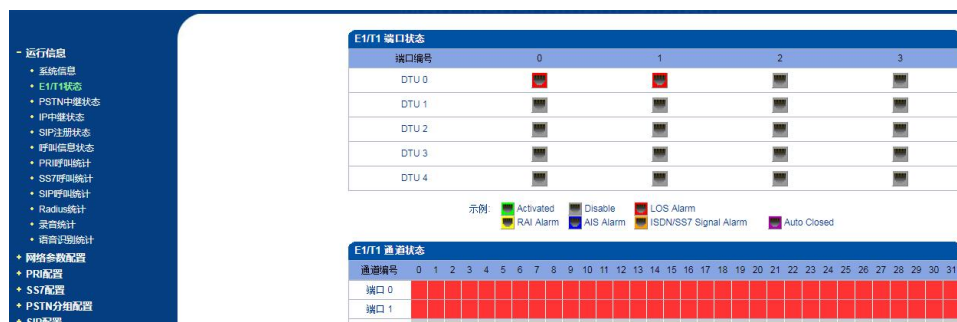 - 运行信息
• 系统信息
• E1/T1状态
• PSTN中继状态
• IP中继状态
• SIP注册状态
• 呼叫信息状态
• PRI呼叫统计
• SS7呼叫统计
• SIP呼叫统计
• Radius统计
• 录音统计
• 语音识别统计
+ 网络参数配置
+ PRI配置
+ SS7配置
+ PSTN分组配置
+ SIP配置
E1/T1 端口状态
端口编号 0 1 2 3
DTU 0
DTU 1
DTU 2
DTU 3
DTU 4
示例: Activated Disable LOS Alarm
RAI Alarm AIS Alarm ISDN/SS7 Signal Alarm Auto Closed
E1/T1 通道状态
通道编号 0 1 2 3 4 5 6 7 8 9 10 11 12 13 14 15 16 17 18 19 20 21 22 23 24 25 26 27 28 29 30 31
端口 0
端口 1